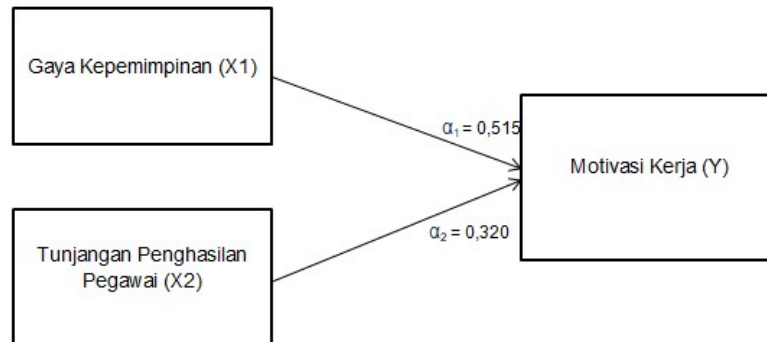 Gaya Kepemimpinan (X1)
α₁ = 0,515
Motivasi Kerja (Y)
α₂ = 0,320
Tunjangan Penghasilan
Pegawai (X2)